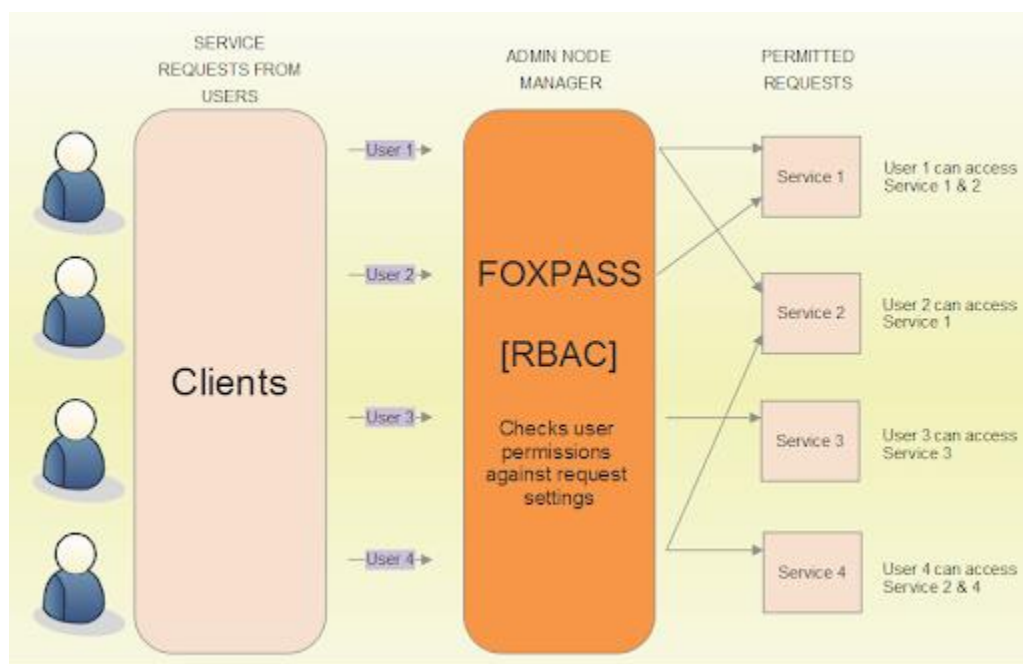 SERVICE
REQUESTS FROM
USERS
ADMIN NODE
MANAGER
PERMITTED
REQUESTS
Clients
User 1
User 2
User 3
User 4
FOXPASS
[RBAC]
Checks user
permissions
against request
settings
Service 1
User 1 can access
Service 1 & 2
Service 2
User 2 can access
Service 1
Service 3
User 3 can access
Service 3
Service 4
User 4 can access
Service 2 & 4